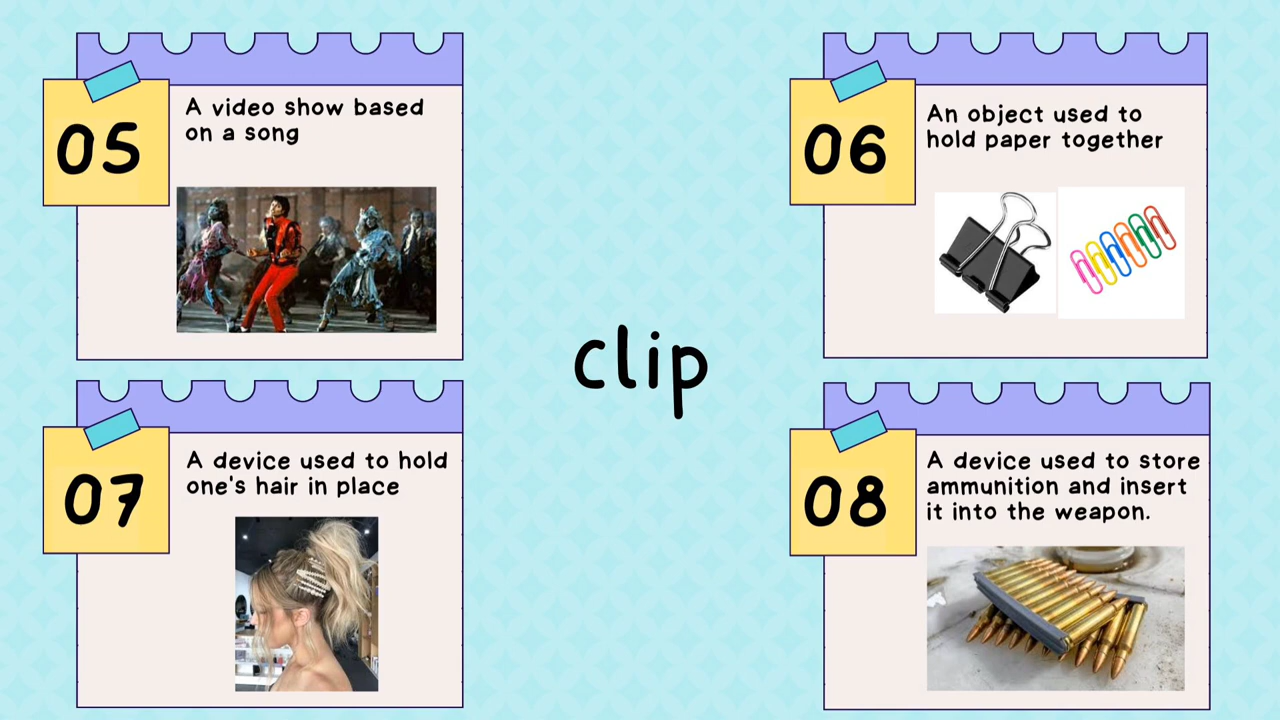 05
A video show based
on a song
06
An object used to
hold paper together
clip
07
A device used to hold
one's hair in place
08
A device used to store
ammunition and insert
it into the weapon.